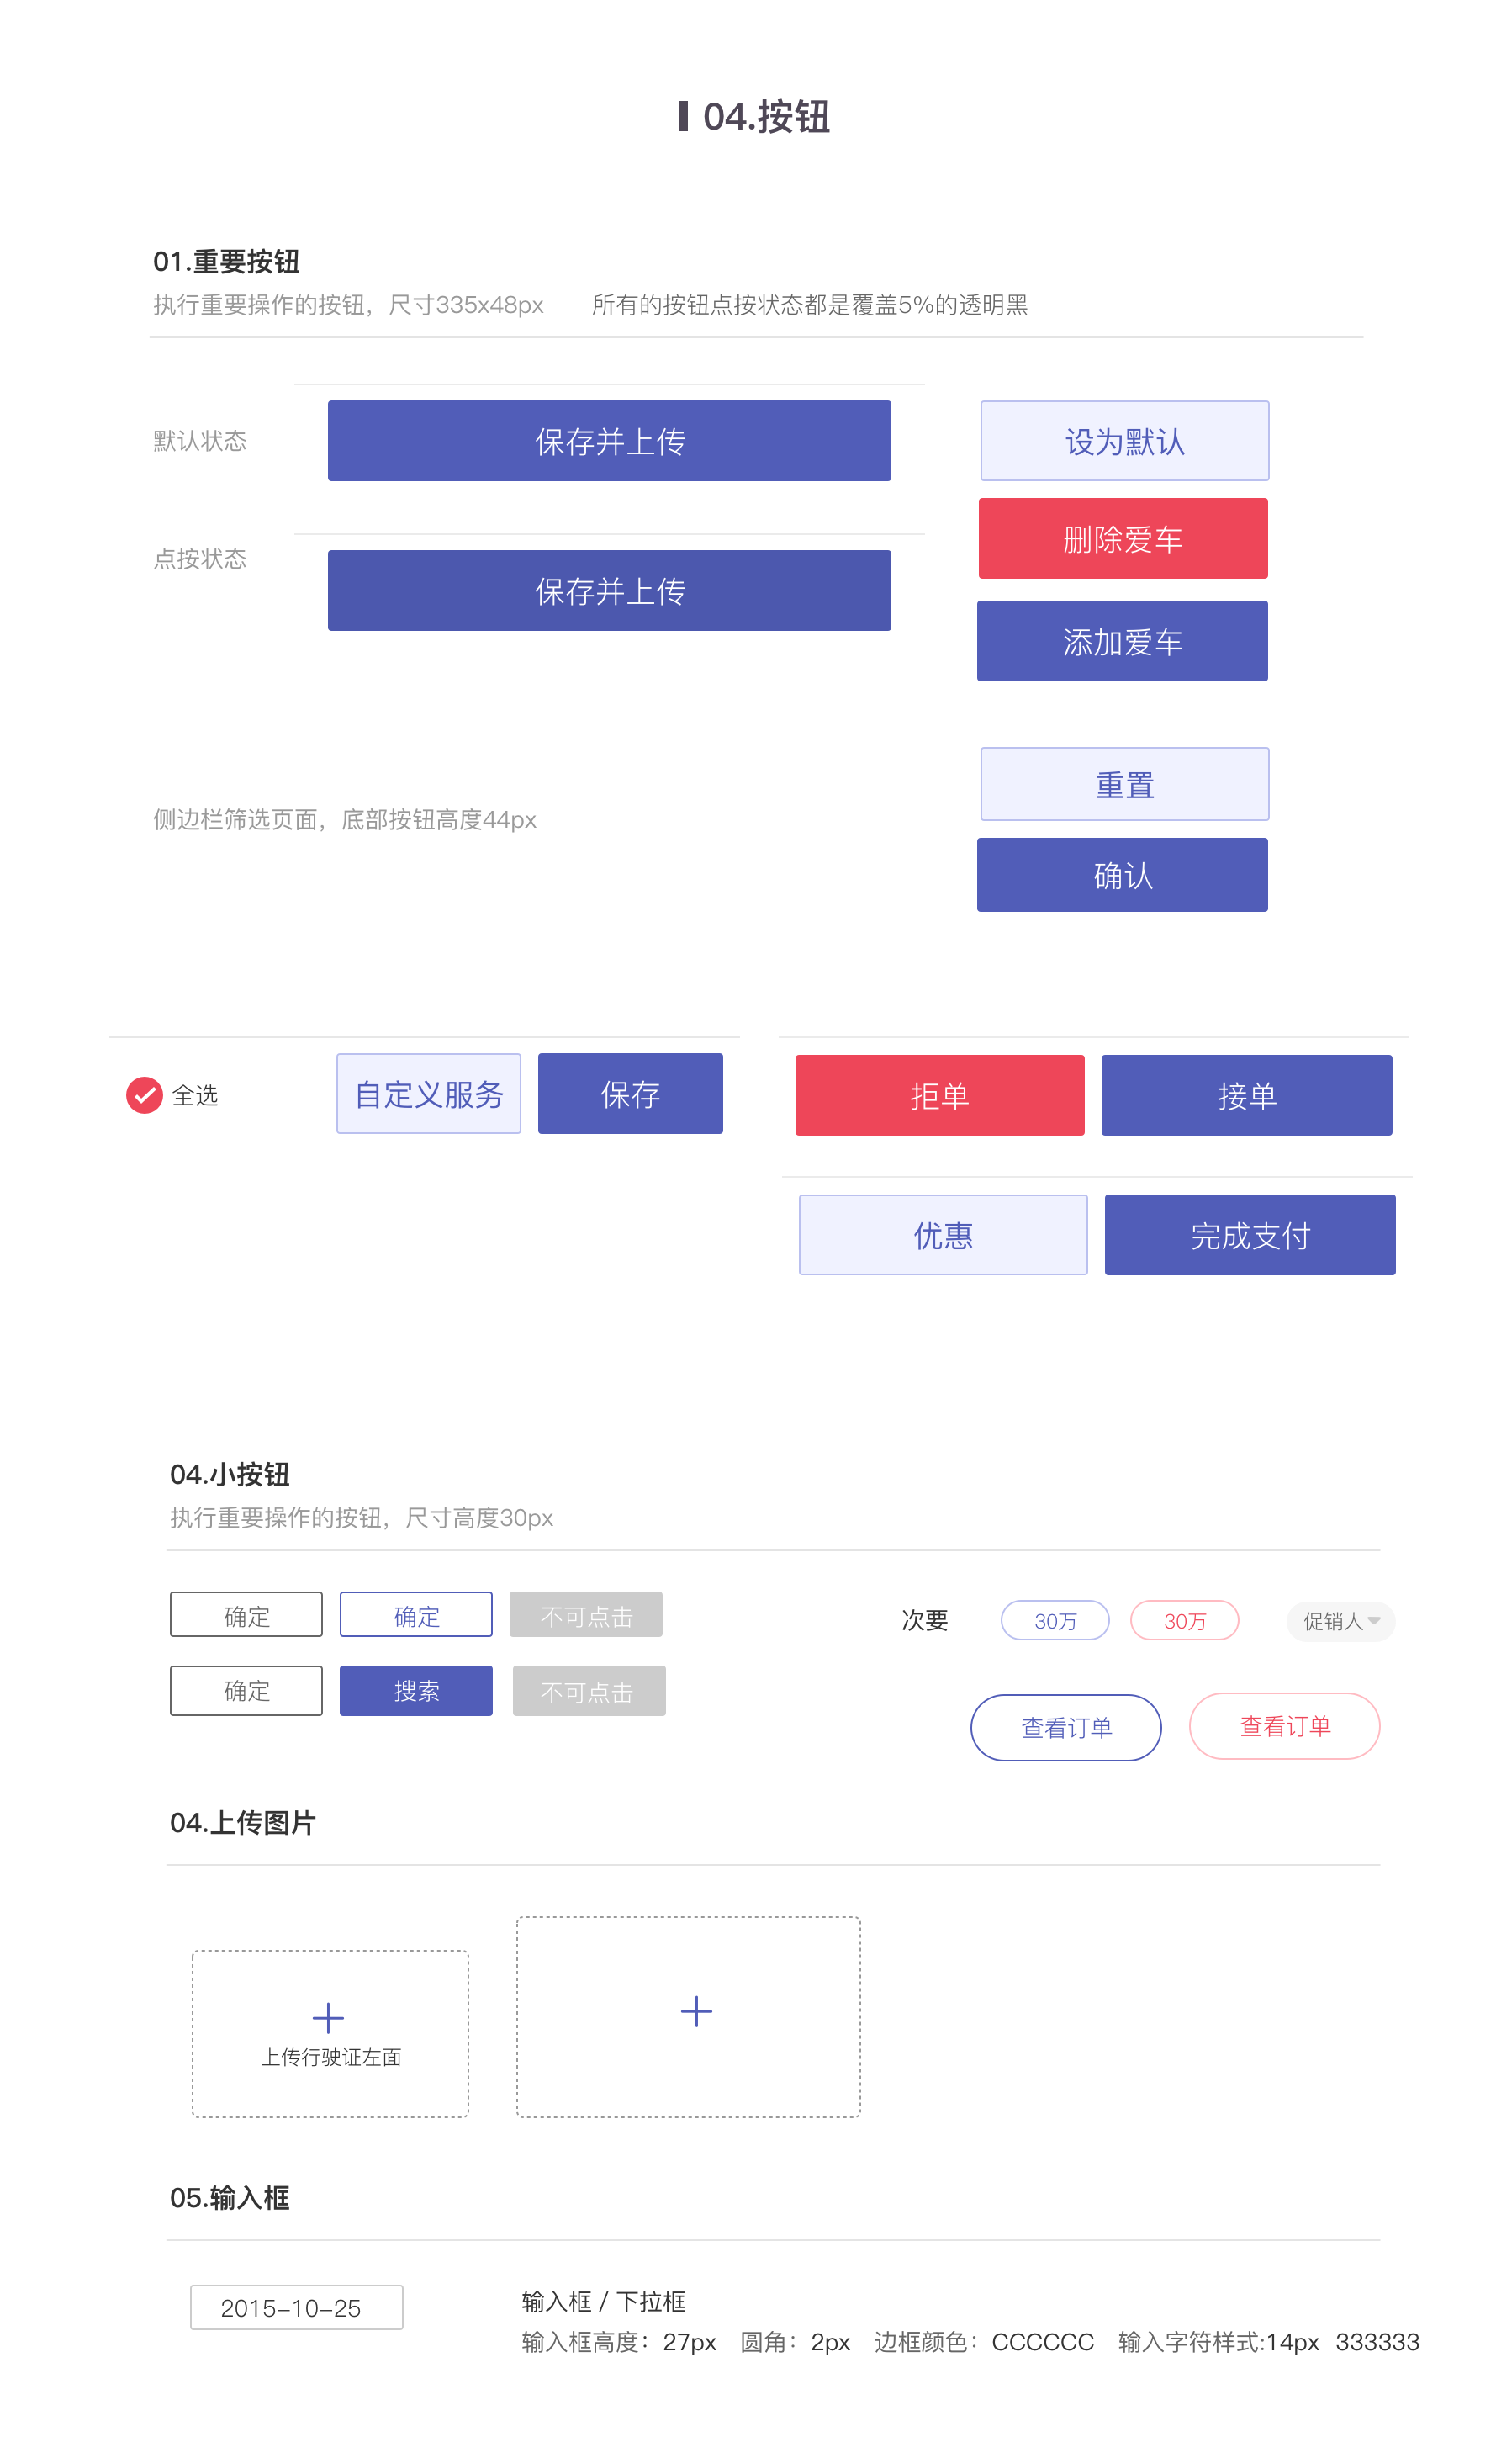 04.按钮
01.重要按钮
执行重要操作的按钮，尺寸335x48px 所有的按钮点按状态都是覆盖5%的透明黑
默认状态
保存并上传
设为默认
删除爱车
点按状态
保存并上传
添加爱车
侧边栏筛选页面，底部按钮高度44px
重置
确认
全选 自定义服务 保存 拒单 接单
优惠 完成支付
04.小按钮
执行重要操作的按钮，尺寸高度30px
确定 确定 不可点击 次要 30万 30万 促销人
确定 搜索 不可点击
查看订单 查看订单
04.上传图片
上传行驶证左面
05.输入框
2015-10-25
输入框 / 下拉框
输入框高度：27px 圆角：2px 边框颜色：CCCCCC 输入字符样式:14px 333333